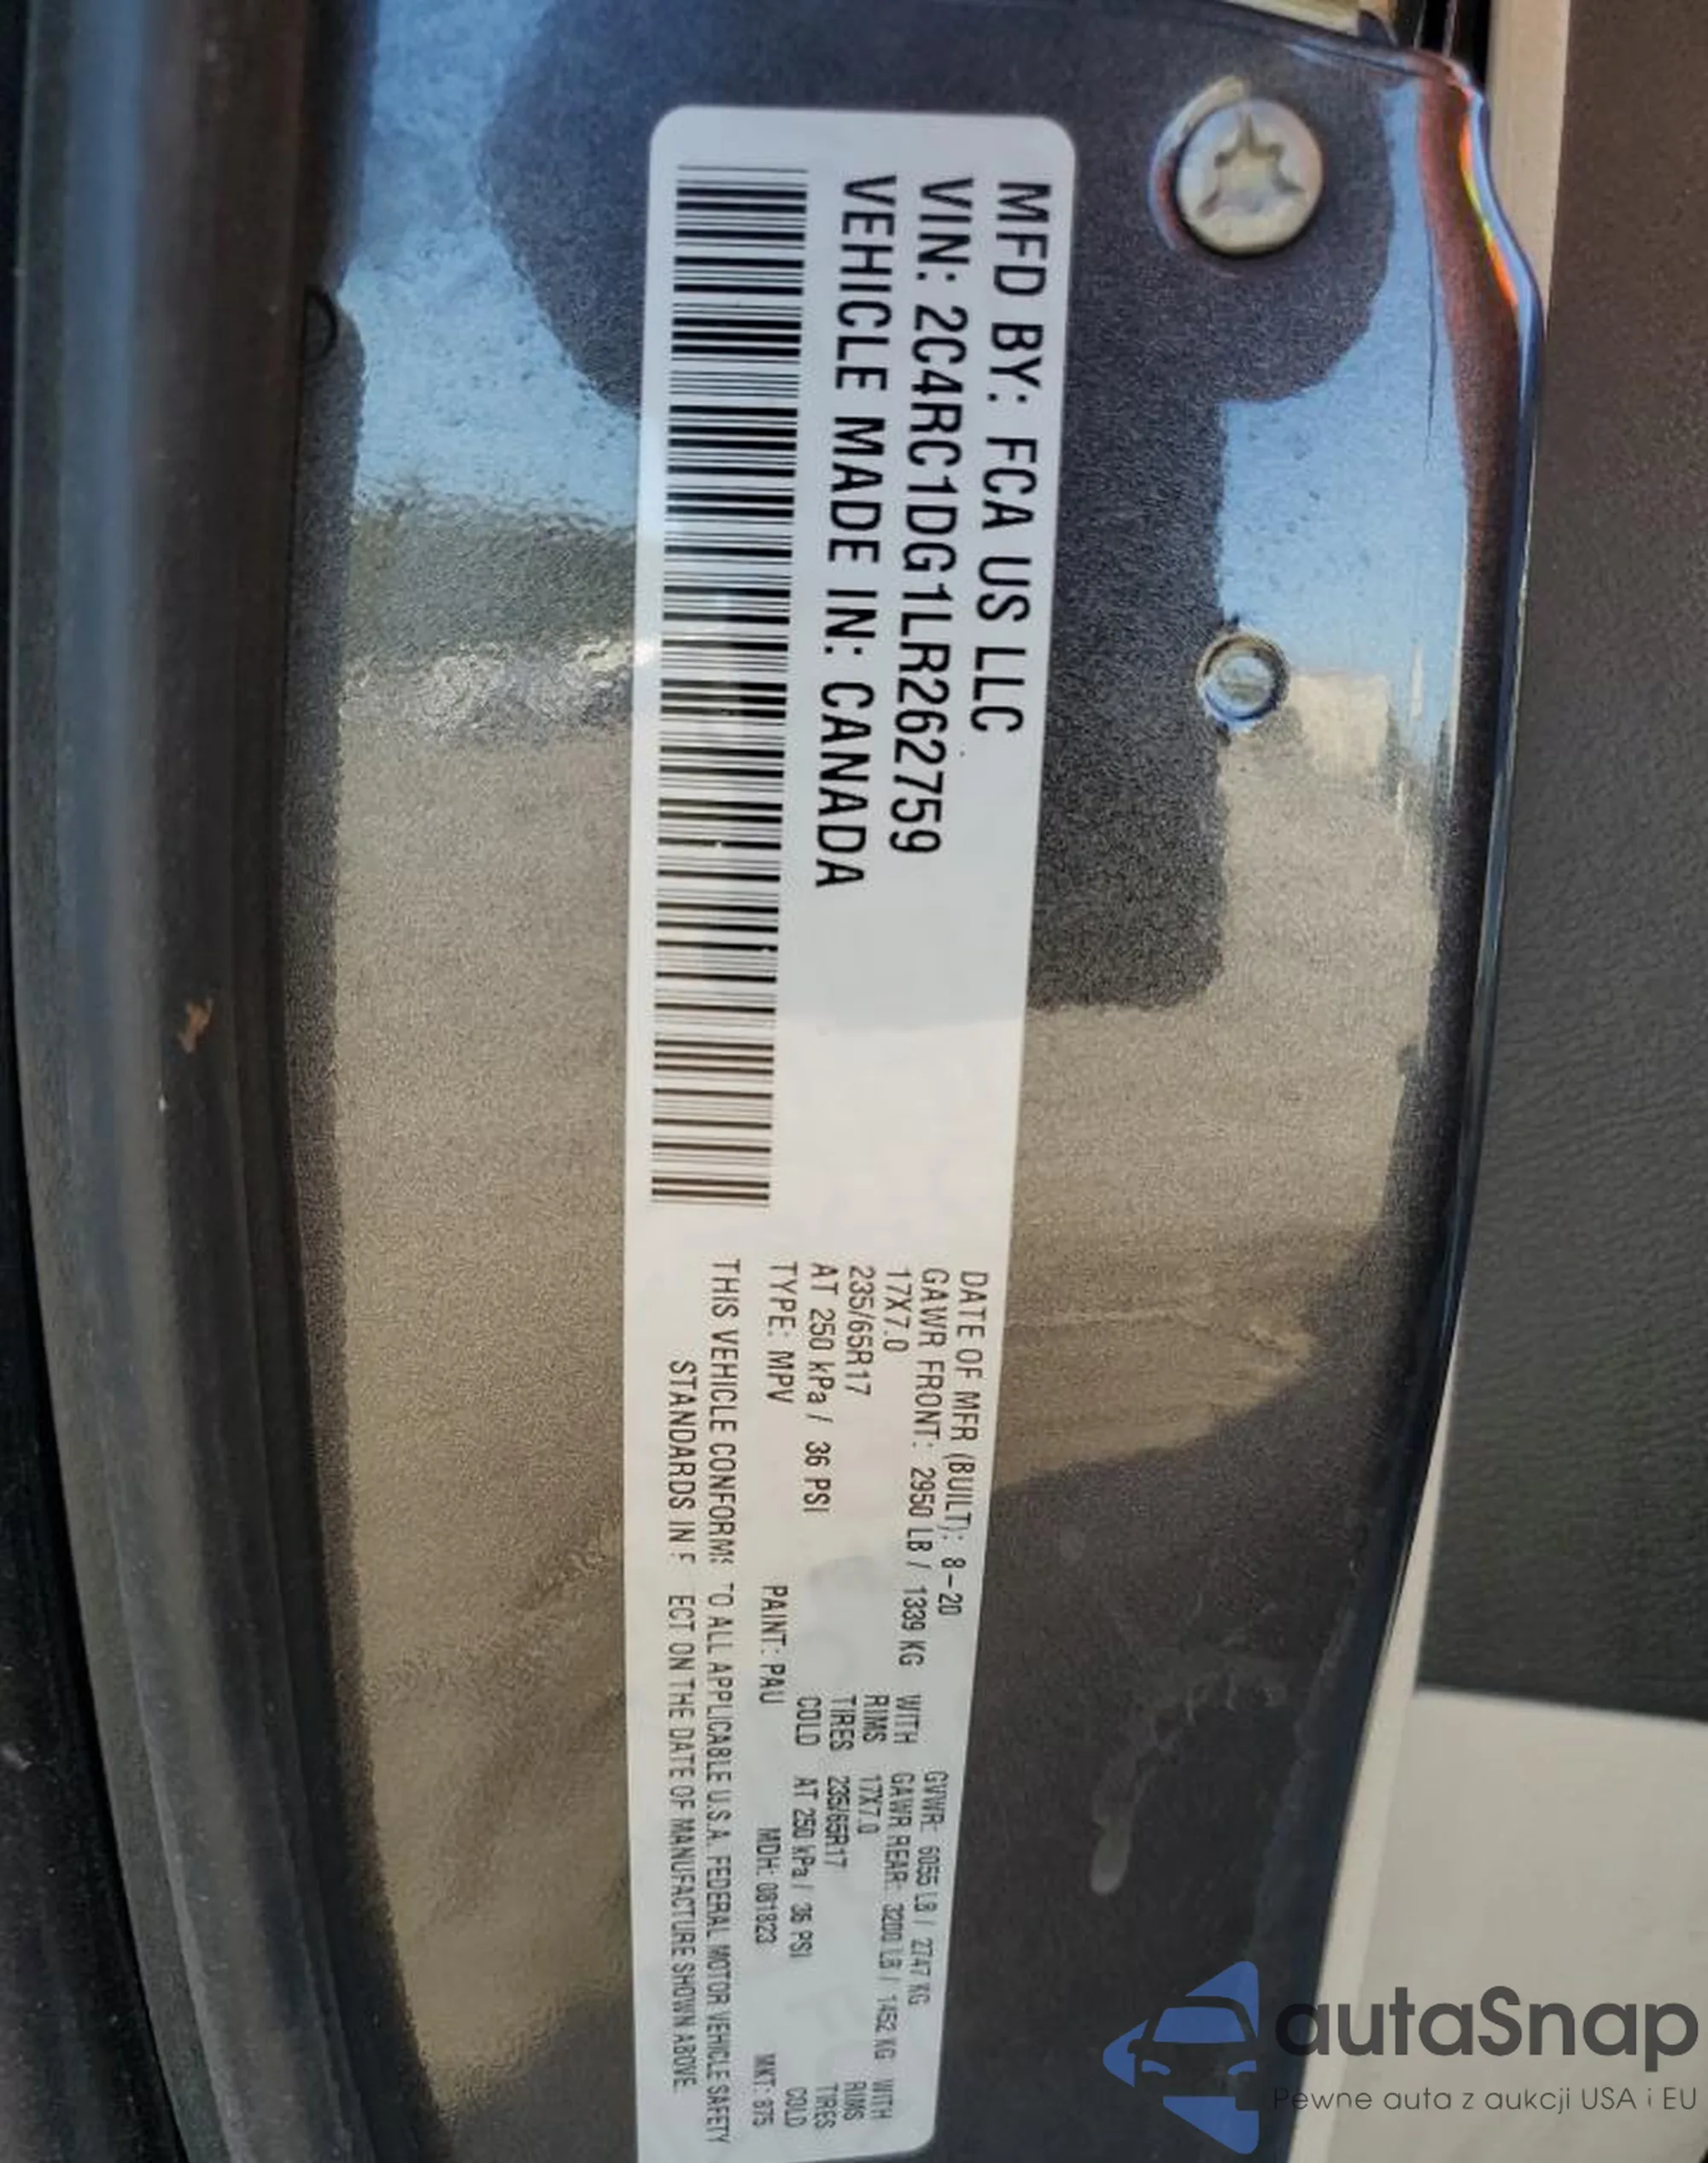 MFD BY: FCA US LLC
VIN: 2C4RC1DG1LR262759
VEHICLE MADE IN: CANADA
DATE OF MFR (BUILT): 8-20 GVWR: 6055 LB / 2747 KG
GAWR FRONT: 2950 LB / 1339 KG WITH GAWR REAR: 3200 LB / 1452 KG WITH
17X7.0 RIMS 17X7.0 RIMS
235/65R17 TIRES 235/65R17 TIRES
AT 250 kPa / 36 PSI COLD AT 250 kPa / 36 PSI COLD
TYPE: MPV PAINT: PAU MDH: 081823 MKT: 875
THIS VEHICLE CONFORMS TO ALL APPLICABLE U.S.A. FEDERAL MOTOR VEHICLE SAFETY
STANDARDS IN ECT ON THE DATE OF MANUFACTURE SHOWN ABOVE
autaSnap
Pewne auta z aukcji USA i EU